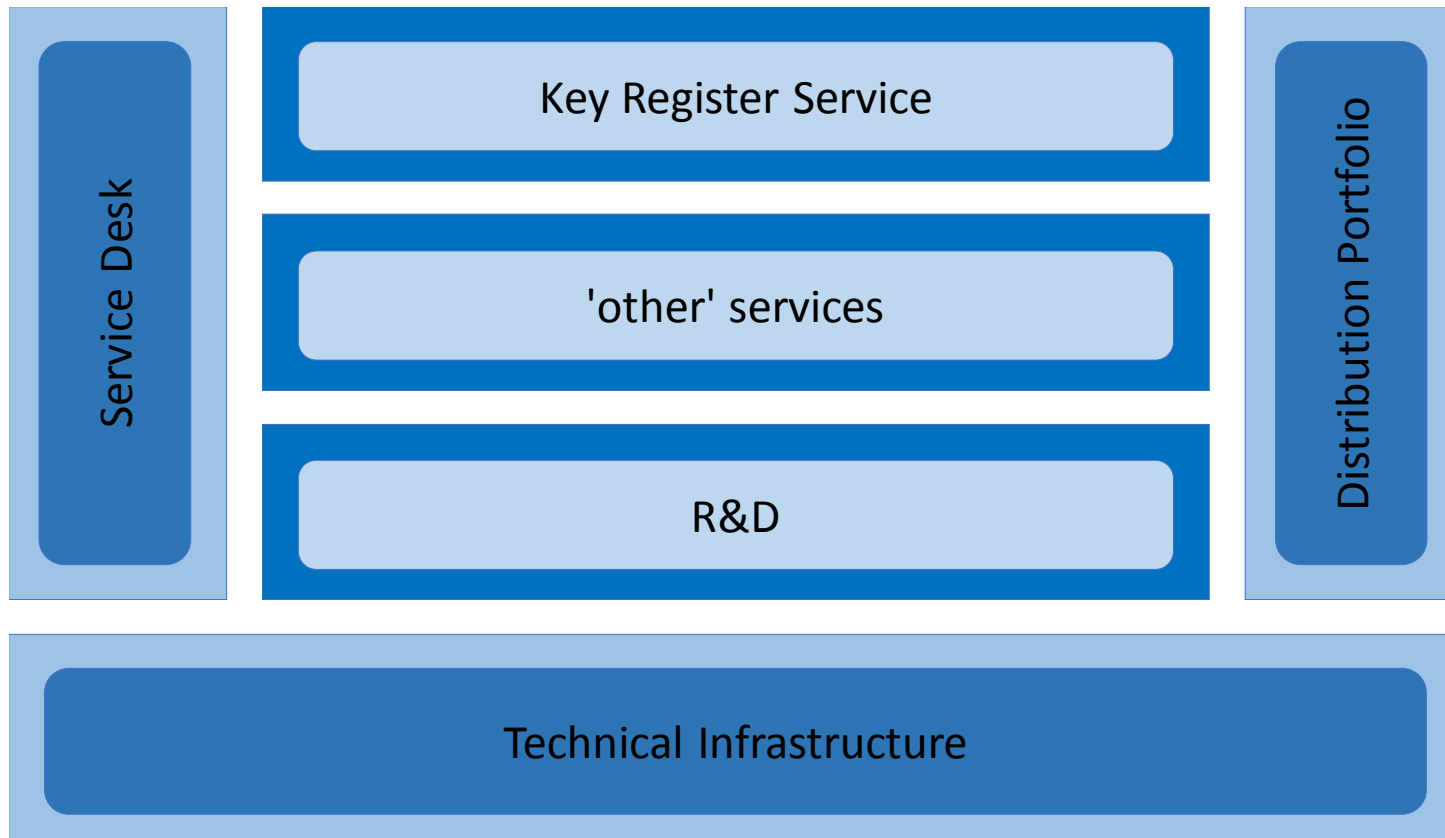 Service Desk
Key Register Service
'other' services
R&D
Distribution Portfolio
Technical Infrastructure